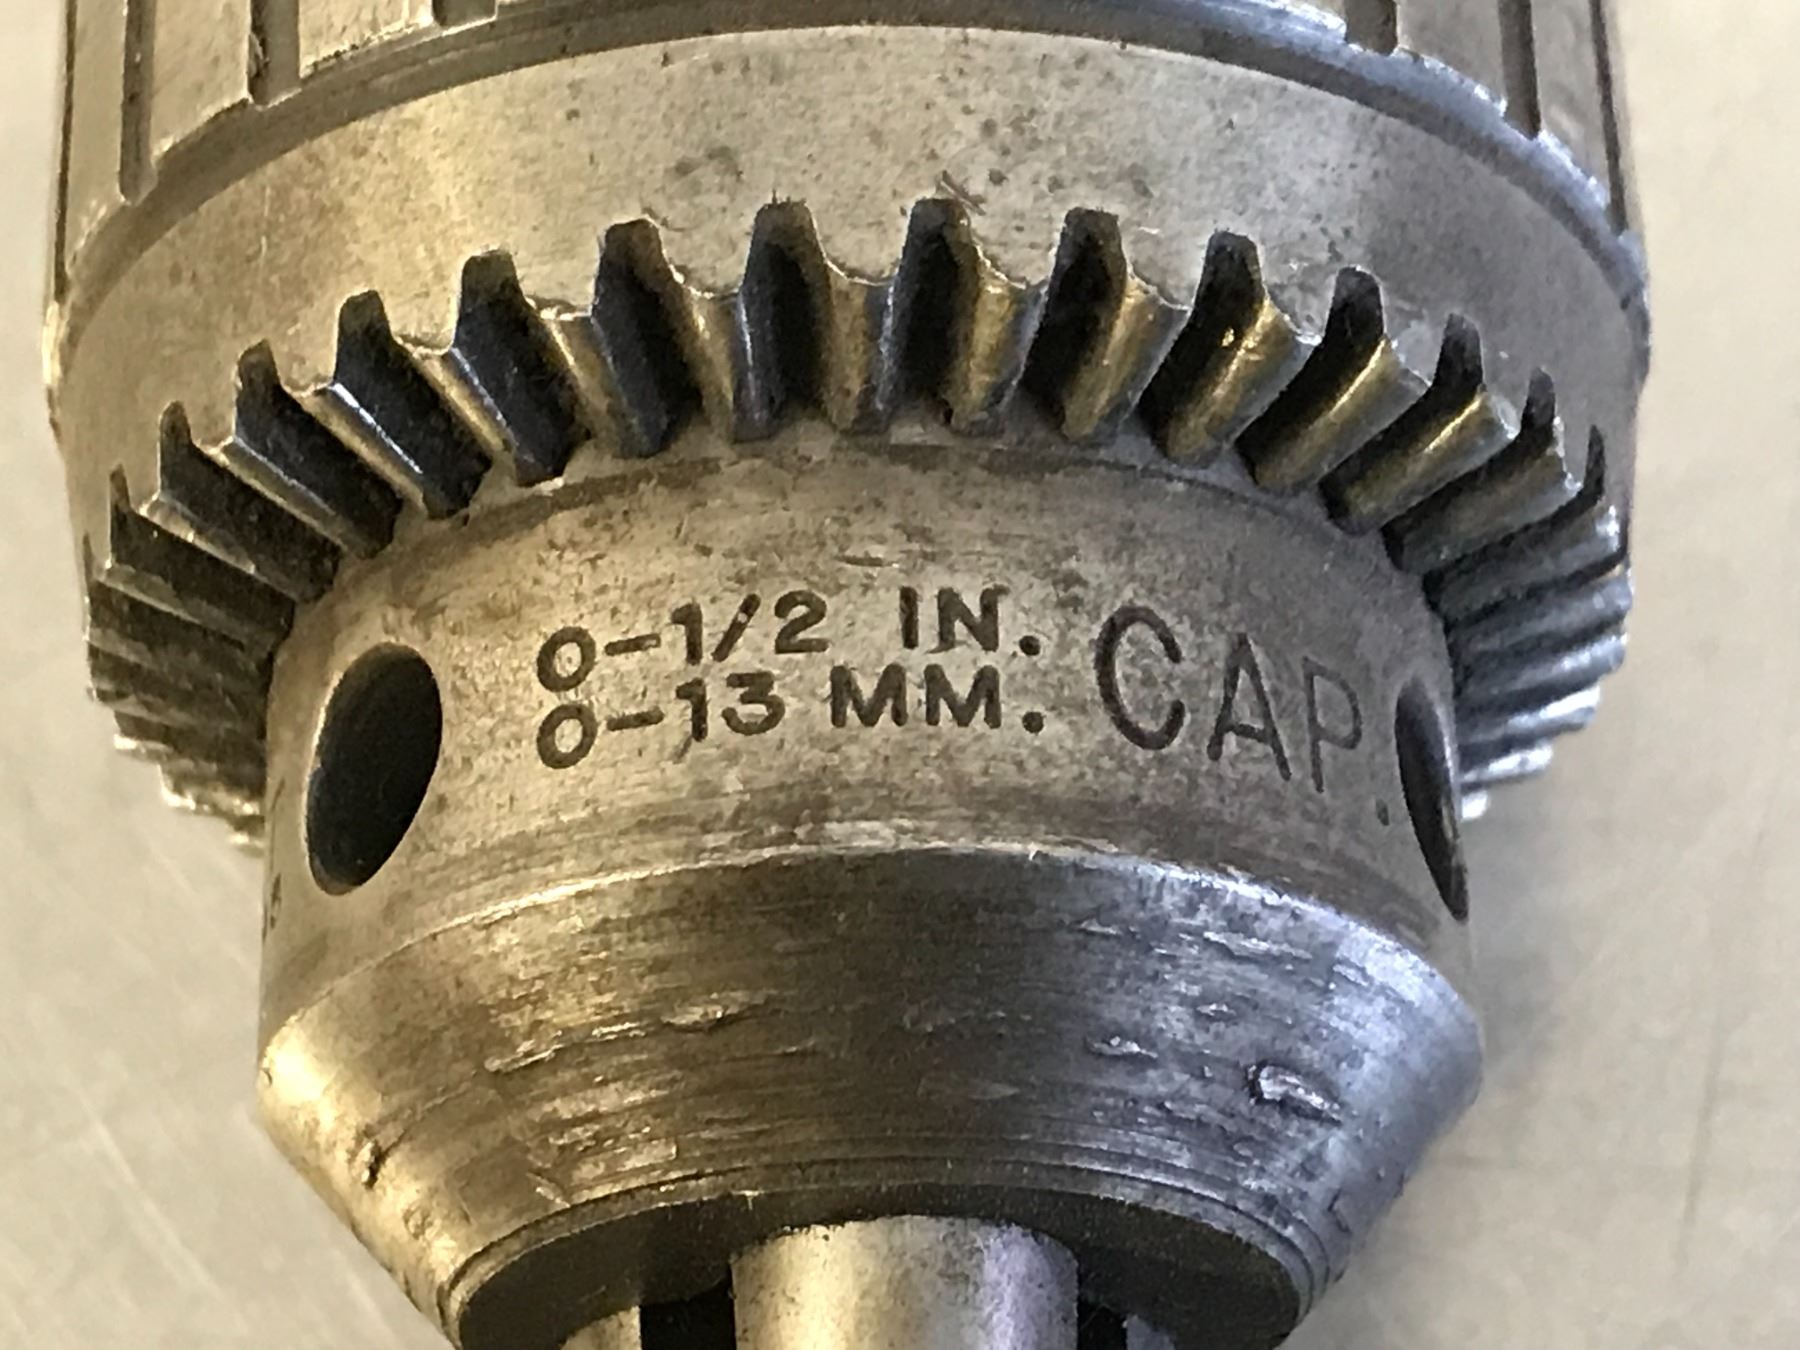 0-1/2 IN. CAP.
0-13 MM.